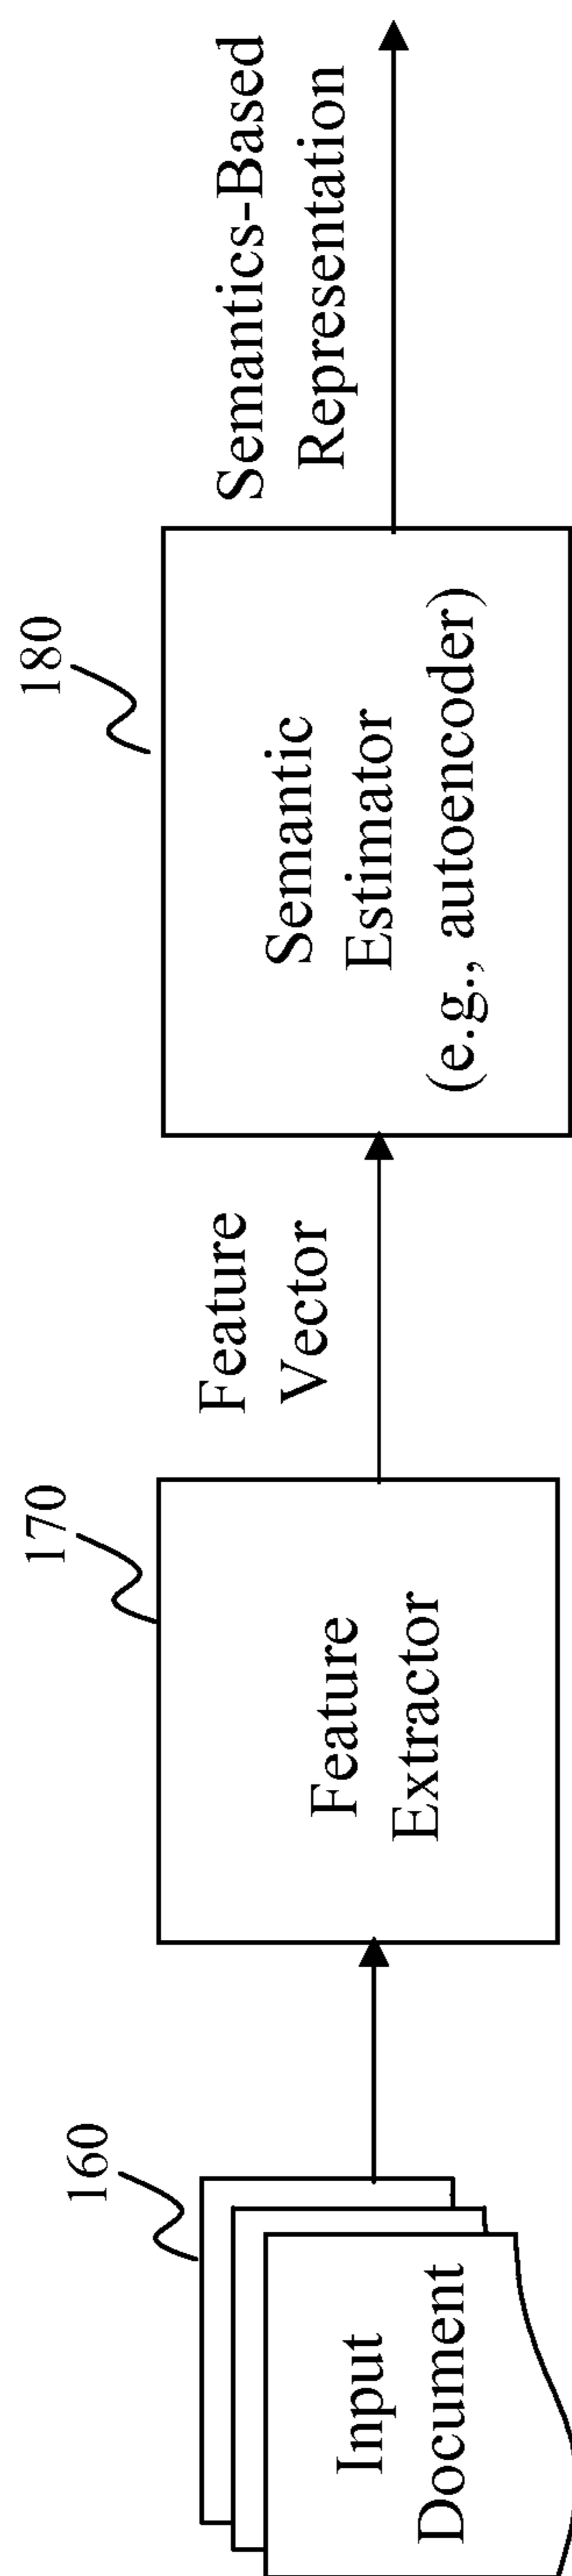 160
Input
Document
170
Feature
Extractor
Feature
Vector
180
Semantic
Estimator
(e.g., autoencoder)
Semantics-Based
Representation